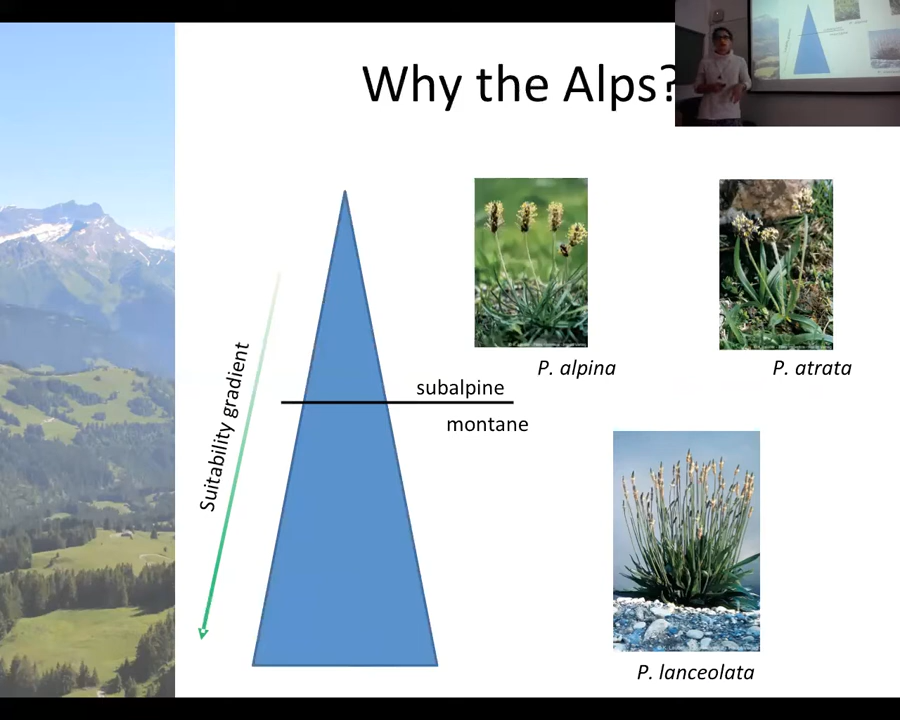 Why the Alps?
P. alpina
P. atrata
subalpine
montane
Suitability gradient
P. lanceolata